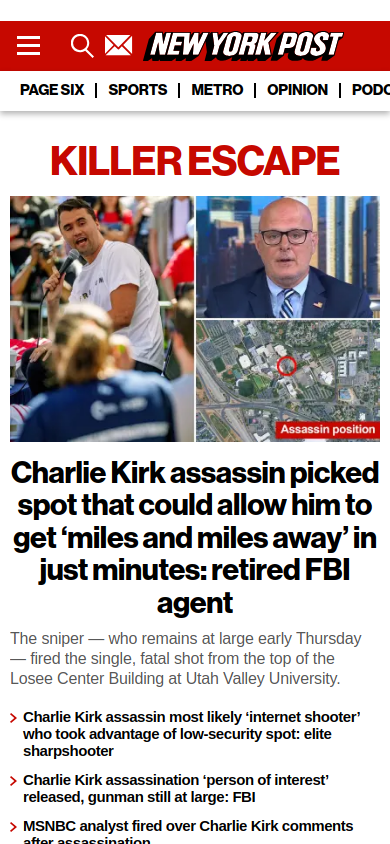 NEW YORK POST
PAGE SIX
SPORTS
METRO
OPINION
KILLER ESCAPE
Assassin position
Charlie Kirk assassin picked
spot that could allow him to
get ‘miles and miles away’ in
just minutes: retired FBI
agent
The sniper — who remains at large early Thursday
— fired the single, fatal shot from the top of the
Losee Center Building at Utah Valley University.
Charlie Kirk assassin most likely ‘internet shooter’
who took advantage of low-security spot: elite
sharpshooter
Charlie Kirk assassination ‘person of interest’
released, gunman still at large: FBI
MSNBC analyst fired over Charlie Kirk comments
after assassination